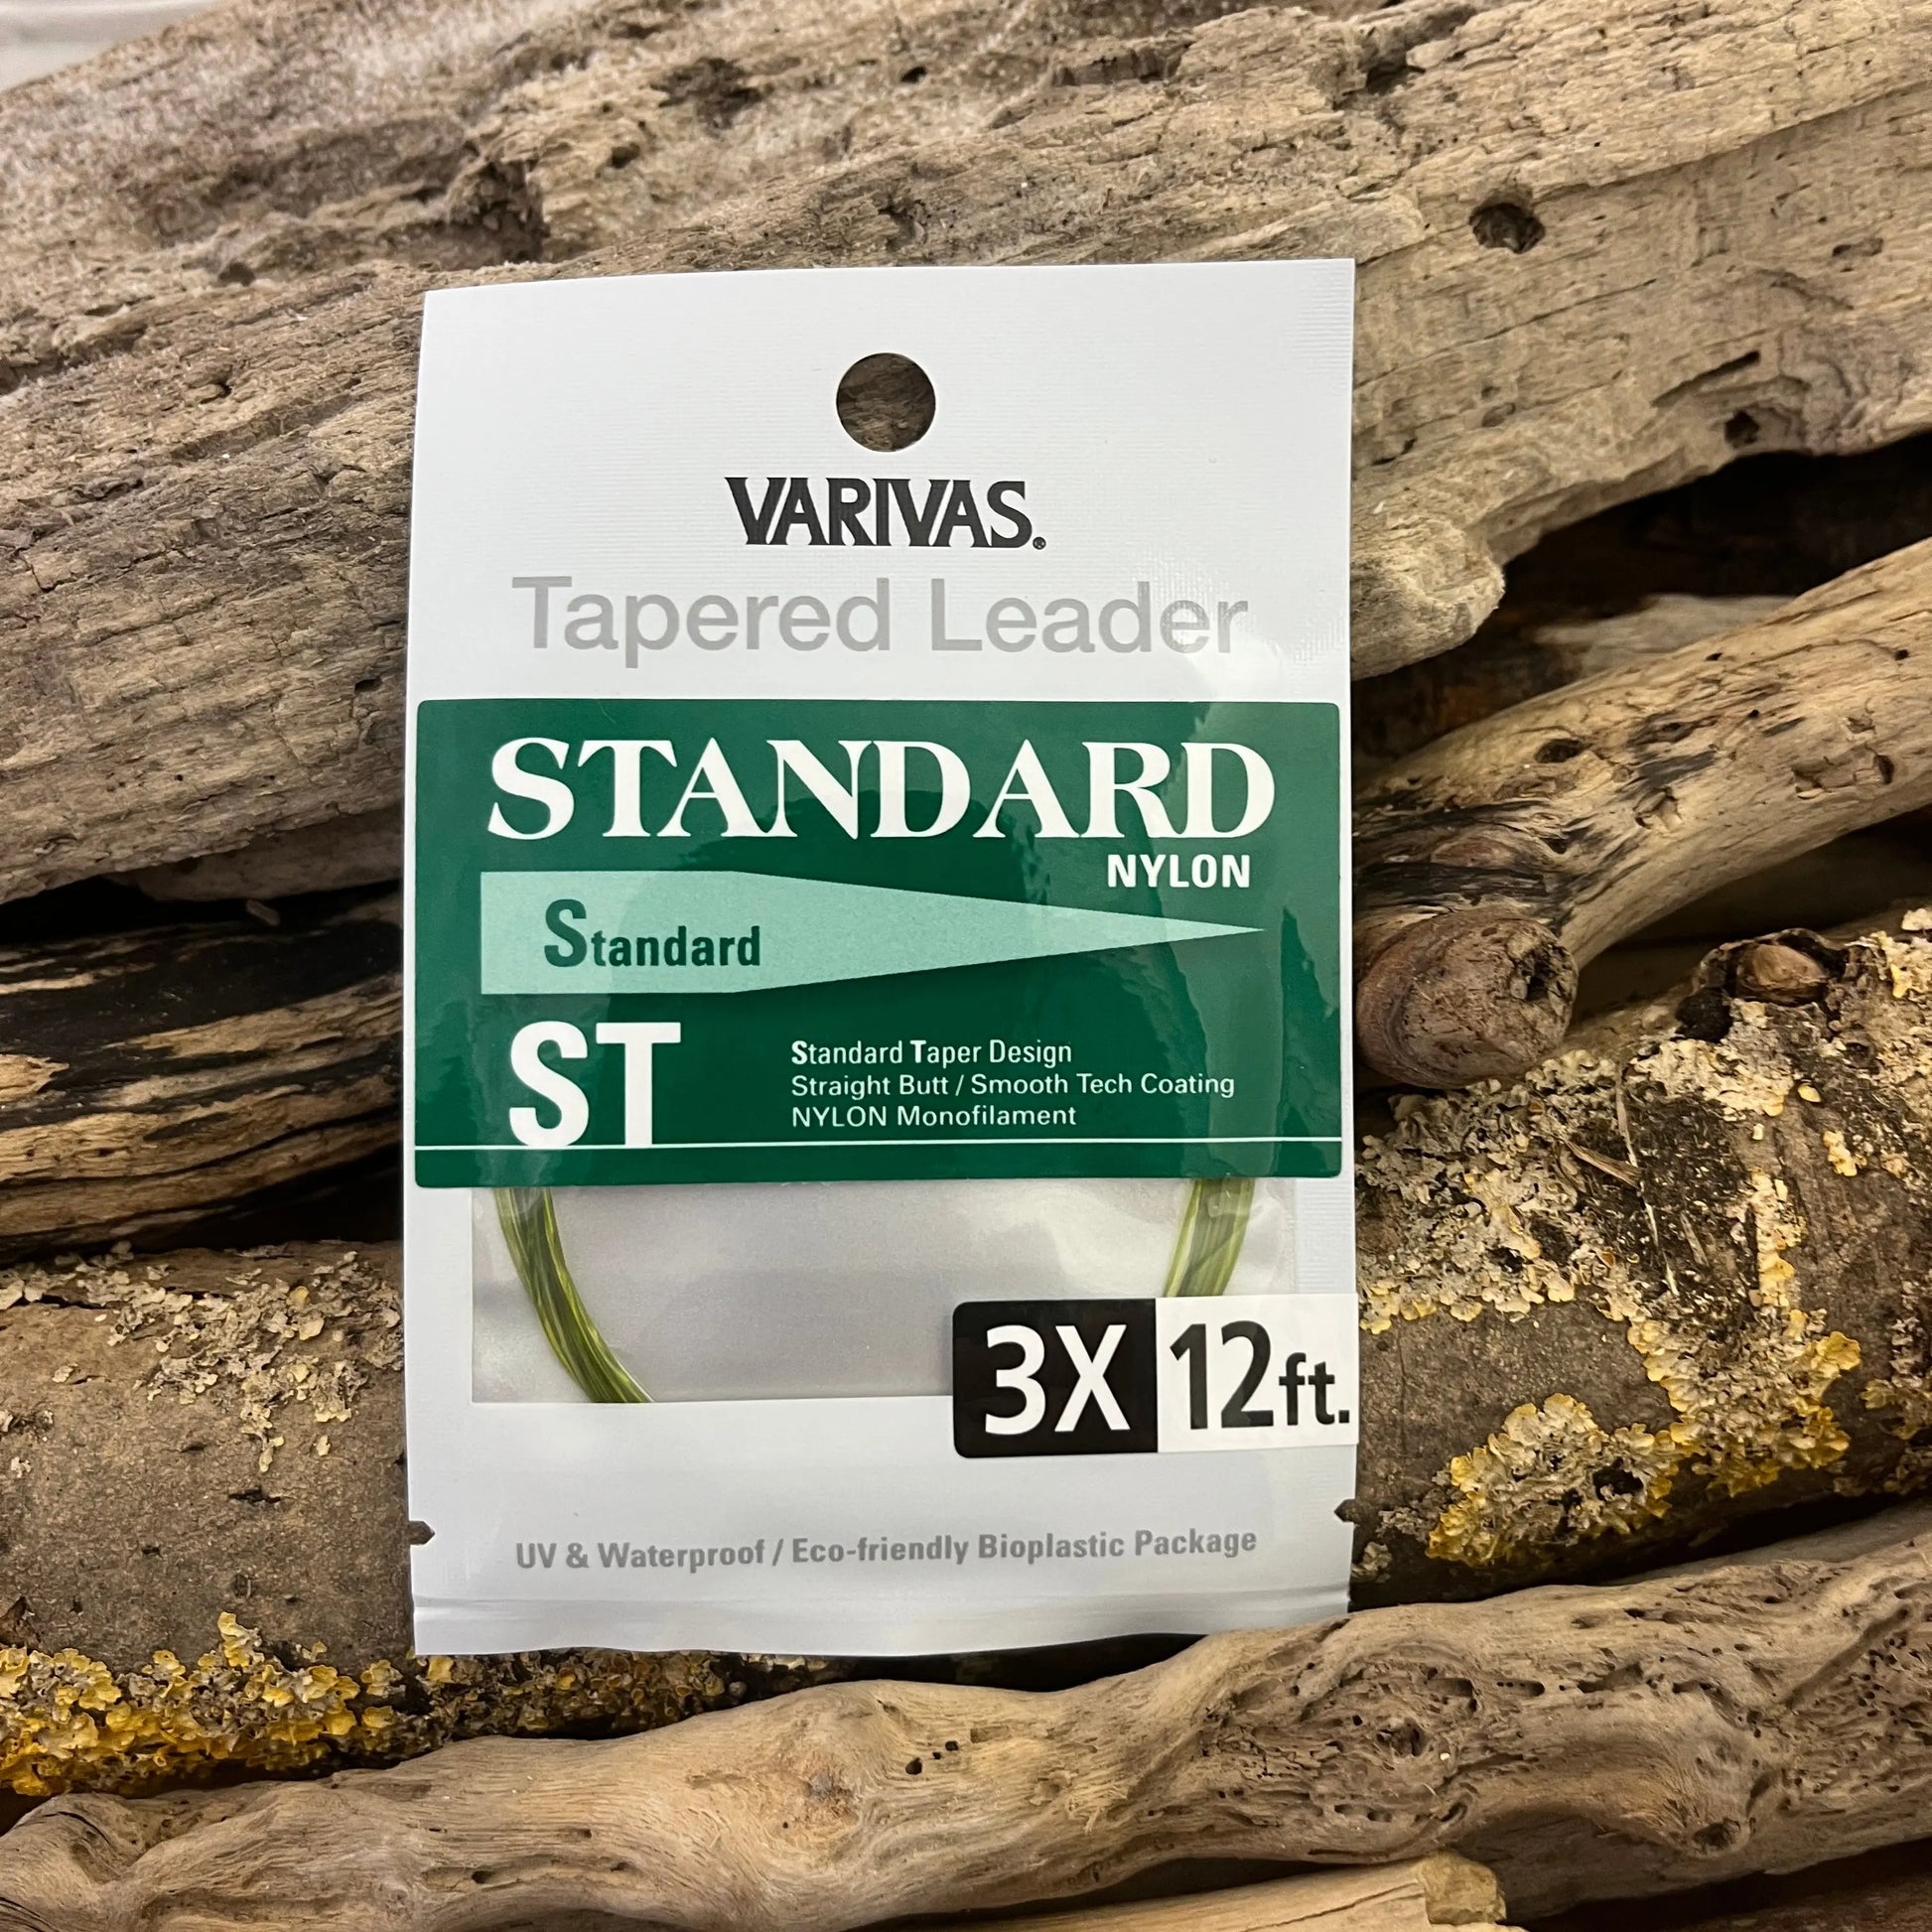 VARIVAS®
Tapered Leader
STANDARD
NYLON
Standard
ST
Standard Taper Design
Straight Butt / Smooth Tech Coating
NYLON Monofilament
3X 12ft.
UV & Waterproof / Eco-friendly Bioplastic Package